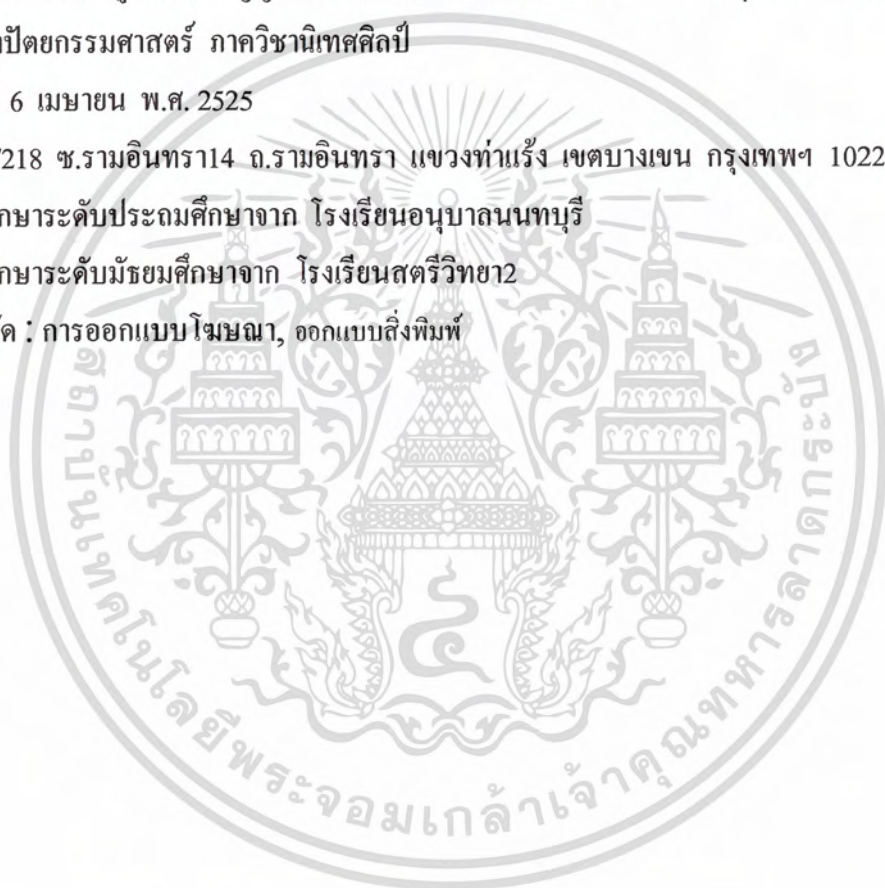 ปัตยกรรมศาสตร์ ภาควิชานิเทศศิลป์
6 เมษายน พ.ศ. 2525
218 ซ.รามอินทรา14 ถ.รามอินทรา แขวงท่าแร้ง เขตบางเขน กรุงเทพฯ 1022
กษาระดับประถมศึกษาจาก โรงเรียนอนุบาลนนทบุรี
กษาระดับมัธยมศึกษาจาก โรงเรียนสตรีวิทยา2
ัด : การออกแบบโฆษณา, ออกแบบสิ่งพิมพ์
สถาบันเทคโนโลยีพระจอมเกล้าเจ้าคุณทหารลาดกระบัง